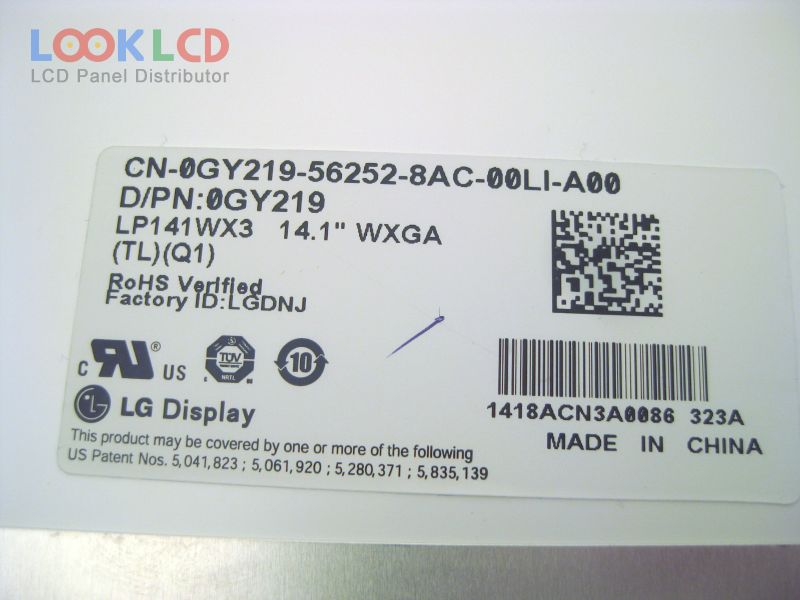 LOOK LCD
LCD Panel Distributor
CN-0GY219-56252-8AC-00LI-A00
D/PN:0GY219
LP141WX3 14.1" WXGA
(TL)(Q1)
RoHS Verified
Factory ID:LGDNJ
c RU ® US TÜV NRTL 10
LG Display
1418ACN3A0086 323A
MADE IN CHINA
This product may be covered by one or more of the following
US Patent Nos. 5,041,823 ; 5,061,920 ; 5,280,371 ; 5,835,139